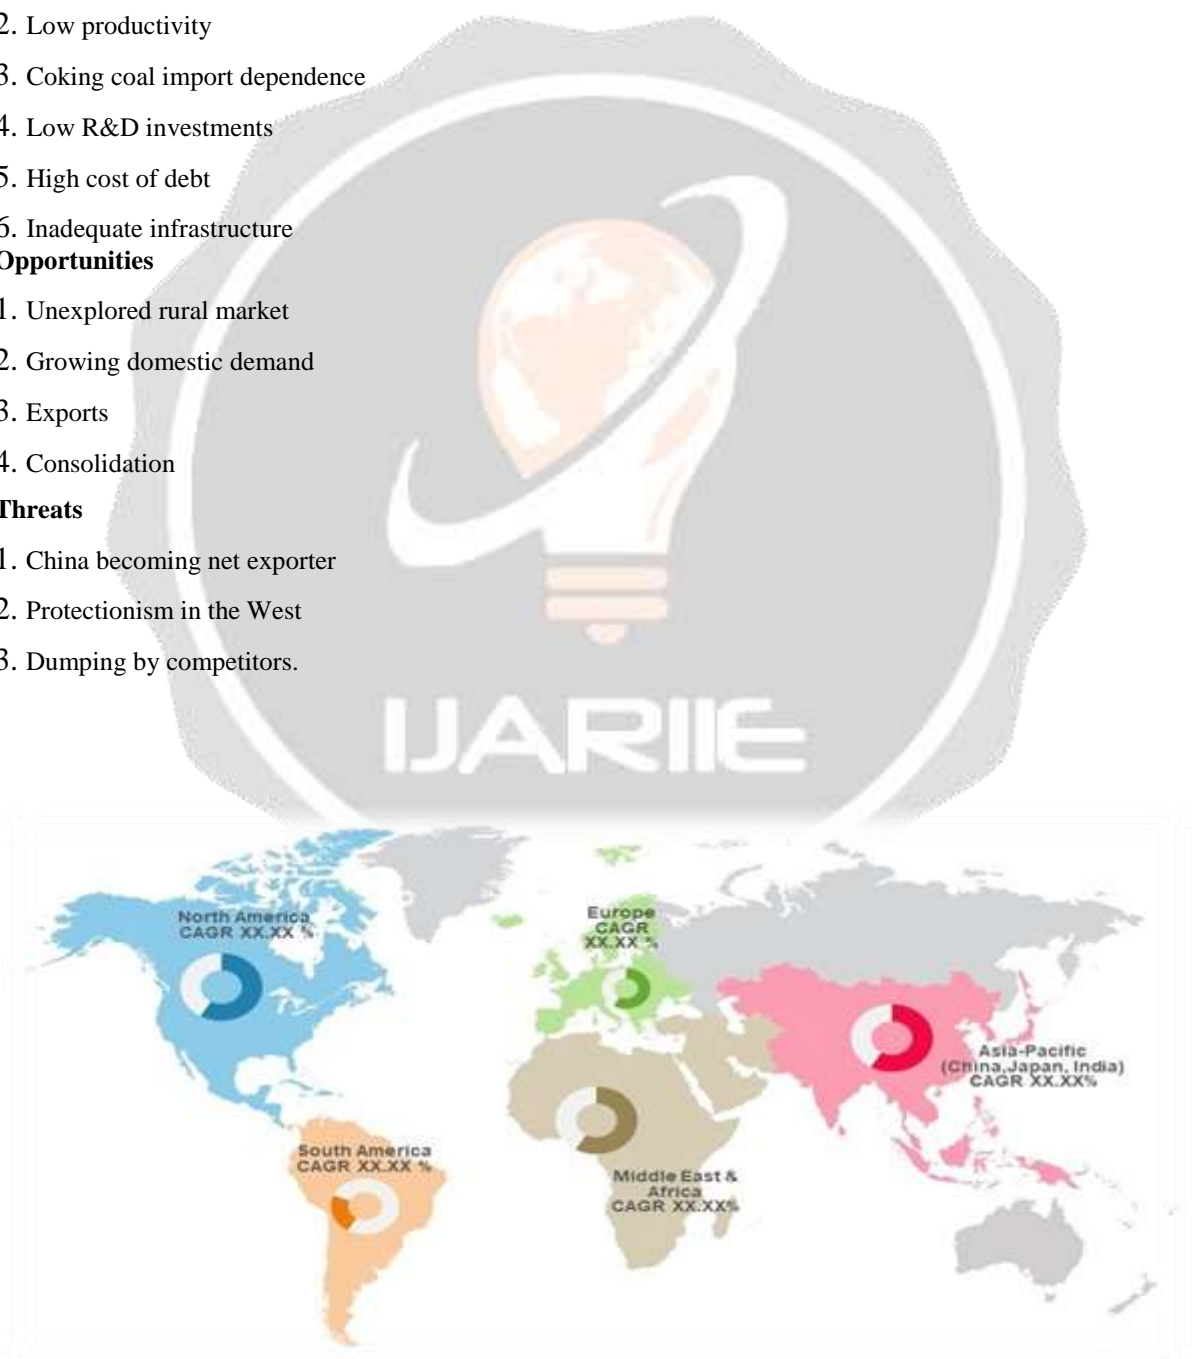 2. Low productivity
3. Coking coal import dependence
4. Low R&D investments
5. High cost of debt
6. Inadequate infrastructure
Opportunities
1. Unexplored rural market
2. Growing domestic demand
3. Exports
4. Consolidation
Threats
1. China becoming net exporter
2. Protectionism in the West
3. Dumping by competitors.
IJARIIE
North America
CAGR XX.XX %
Europe
CAGR
XX.XX %
Asia-Pacific
(China,Japan, India)
CAGR XX.XX%
South America
CAGR XX.XX %
Middle East &
Africa
CAGR XX.XX%